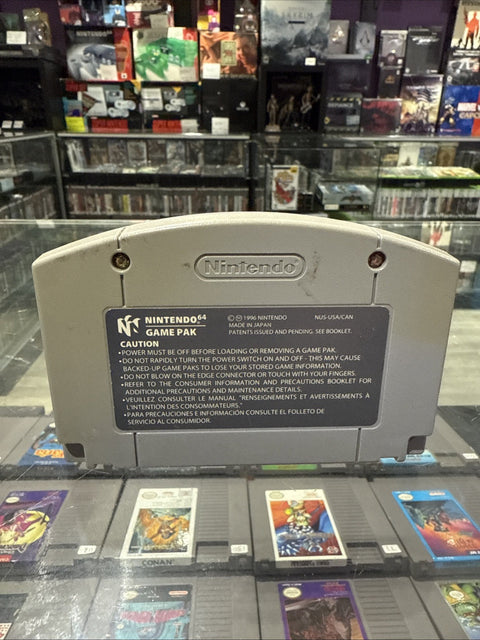 NINTENDO 64
Nintendo
NINTENDO 64
GAME PAK
© Ⓜ 1996 NINTENDO NUS-USA/CAN
MADE IN JAPAN
PATENTS ISSUED AND PENDING. SEE BOOKLET.
CAUTION
•POWER MUST BE OFF BEFORE LOADING OR REMOVING A GAME PAK.
•DO NOT RAPIDLY TURN THE POWER SWITCH ON AND OFF - THIS MAY CAUSE
BACKED-UP GAME PAKS TO LOSE YOUR STORED GAME INFORMATION.
•DO NOT BLOW ON THE EDGE CONNECTOR OR TOUCH WITH YOUR FINGERS.
•REFER TO THE CONSUMER INFORMATION AND PRECAUTIONS BOOKLET FOR
ADDITIONAL PRECAUTIONS AND MAINTENANCE DETAILS.
•VEUILLEZ CONSULTER LE MANUAL "RENSEIGNEMENTS ET AVERTISSEMENTS À
L'INTENTION DES CONSOMMATEURS."
•PARA PRECAUCIONES E INFORMACIÓN CONSULTE EL FOLLETO DE
SERVICIO AL CONSUMIDOR.
CONAN